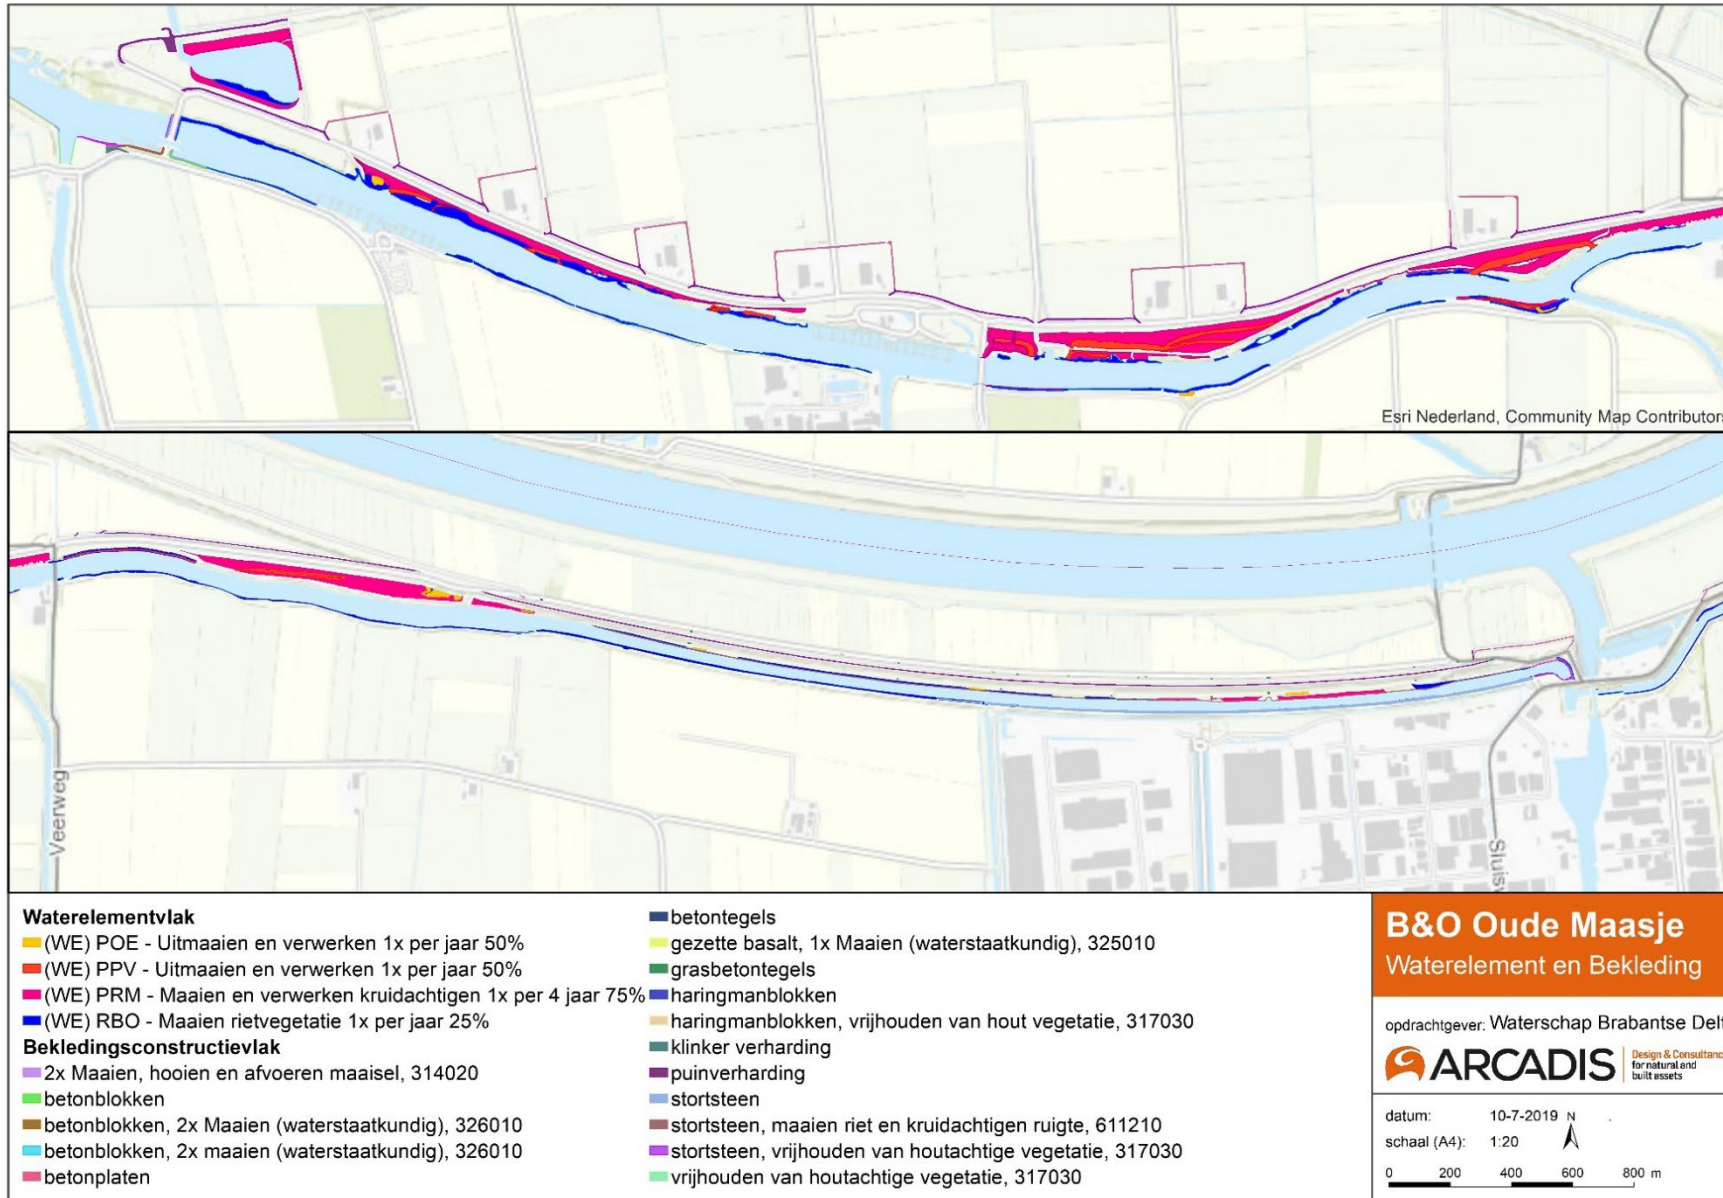 Esri Nederland, Community Map Contributors
Veerweg
Sluisv
Waterelementvlak
(WE) POE - Uitmaaien en verwerken 1x per jaar 50%
(WE) PPV - Uitmaaien en verwerken 1x per jaar 50%
(WE) PRM - Maaien en verwerken kruidachtigen 1x per 4 jaar 75%
(WE) RBO - Maaien rietvegetatie 1x per jaar 25%
Bekledingsconstructievlak
2x Maaien, hooien en afvoeren maaisel, 314020
betonblokken
betonblokken, 2x Maaien (waterstaatkundig), 326010
betonblokken, 2x maaien (waterstaatkundig), 326010
betonplaten
betontegels
gezette basalt, 1x Maaien (waterstaatkundig), 325010
grasbetontegels
haringmanblokken
haringmanblokken, vrijhouden van hout vegetatie, 317030
klinker verharding
puinverharding
stortsteen
stortsteen, maaien riet en kruidachtigen ruigte, 611210
stortsteen, vrijhouden van houtachtige vegetatie, 317030
vrijhouden van houtachtige vegetatie, 317030
B&O Oude Maasje
Waterelement en Bekleding
opdrachtgever: Waterschap Brabantse Delt
ARCADIS
Design & Consultanc
for natural and
built assets
datum: 10-7-2019 N
schaal (A4): 1:20
0 200 400 600 800 m